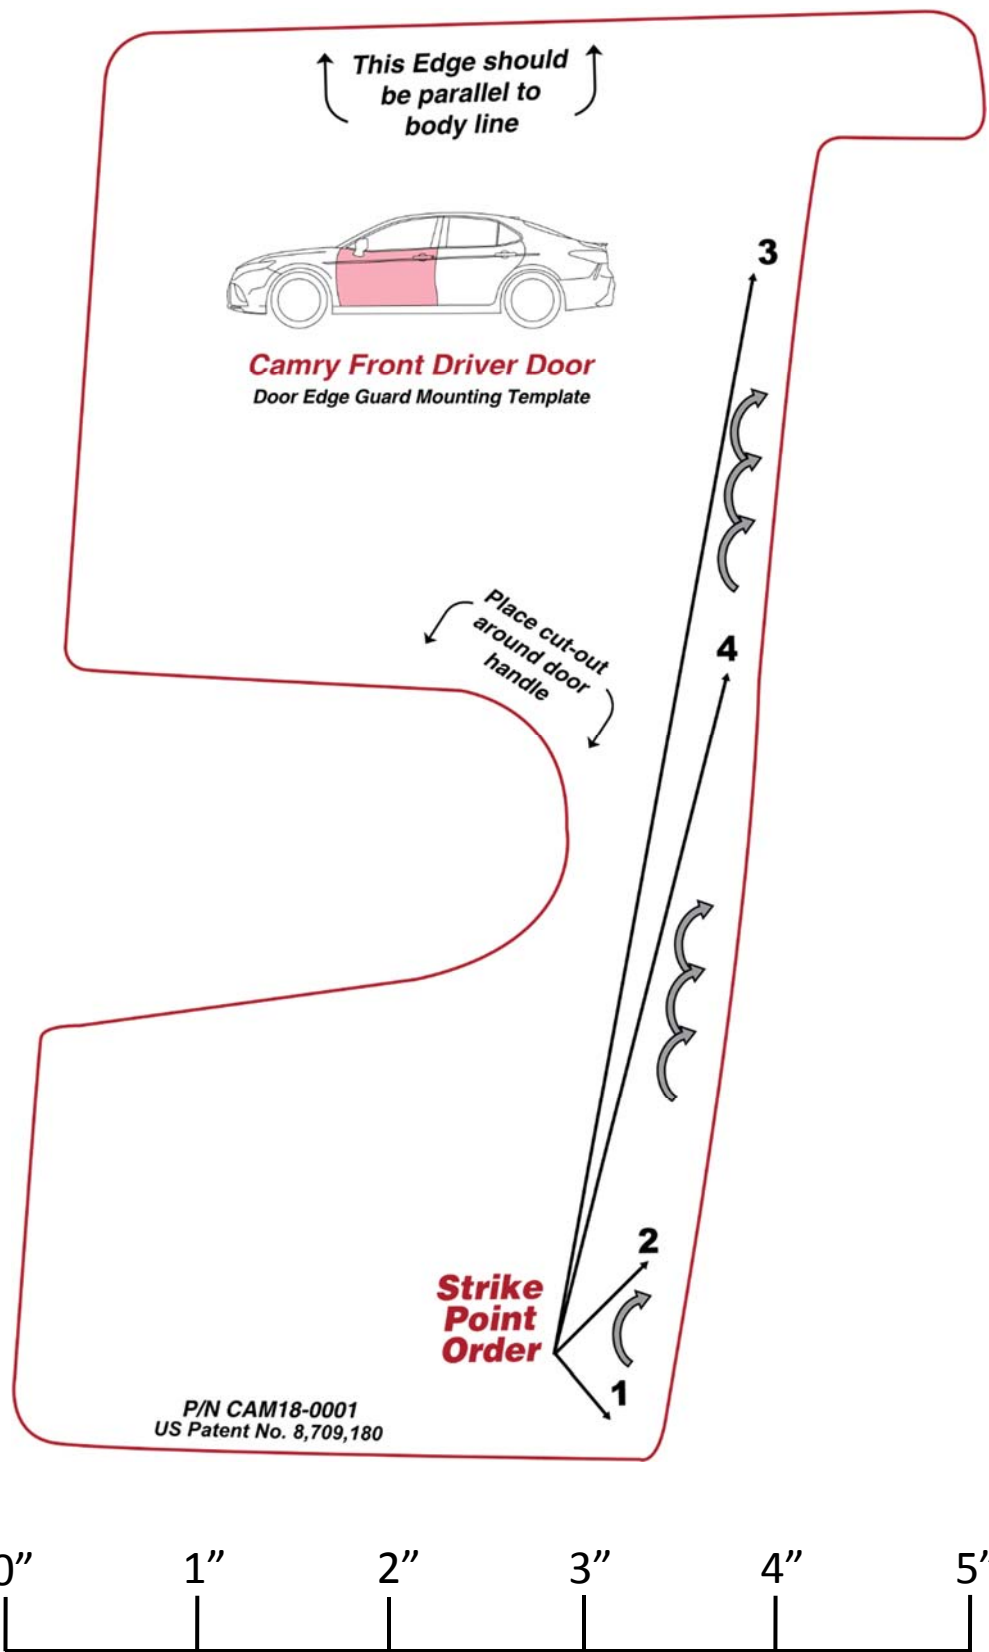 This Edge should
be parallel to
body line
3
Camry Front Driver Door
Door Edge Guard Mounting Template
Place cut-out
around door
handle
4
2
Strike
Point
Order
1
P/N CAM18-0001
US Patent No. 8,709,180
0” 1” 2” 3” 4” 5”